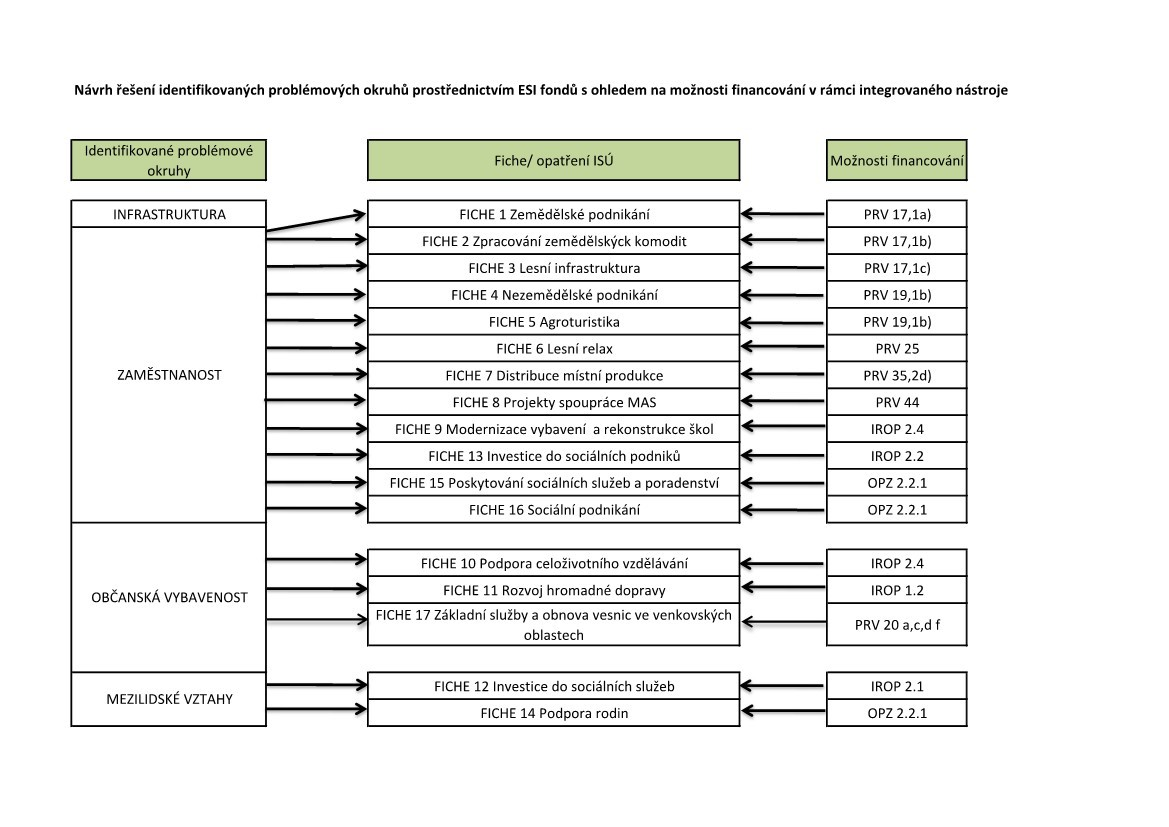 Návrh řešení identifikovaných problémových okruhů prostřednictvím ESI fondů s ohledem na možnosti financování v rámci integrovaného nástroje
Identifikované problémové
okruhy
Fiche/ opatření ISÚ
Možnosti financování
INFRASTRUKTURA
FICHE 1 Zemědělské podnikání
PRV 17,1a)
FICHE 2 Zpracování zemědělskýck komodit
PRV 17,1b)
FICHE 3 Lesní infrastruktura
PRV 17,1c)
FICHE 4 Nezemědělské podnikání
PRV 19,1b)
FICHE 5 Agroturistika
PRV 19,1b)
FICHE 6 Lesní relax
PRV 25
ZAMĚSTNANOST
FICHE 7 Distribuce místní produkce
PRV 35,2d)
FICHE 8 Projekty spoupráce MAS
PRV 44
FICHE 9 Modernizace vybavení  a rekonstrukce škol
IROP 2.4
FICHE 13 Investice do sociálních podniků
IROP 2.2
FICHE 15 Poskytování sociálních služeb a poradenství
OPZ 2.2.1
FICHE 16 Sociální podnikání
OPZ 2.2.1
OBČANSKÁ VYBAVENOST
FICHE 10 Podpora celoživotního vzdělávání
IROP 2.4
FICHE 11 Rozvoj hromadné dopravy
IROP 1.2
FICHE 17 Základní služby a obnova vesnic ve venkovských
oblastech
PRV 20 a,c,d f
MEZILIDSKÉ VZTAHY
FICHE 12 Investice do sociálních služeb
IROP 2.1
FICHE 14 Podpora rodin
OPZ 2.2.1